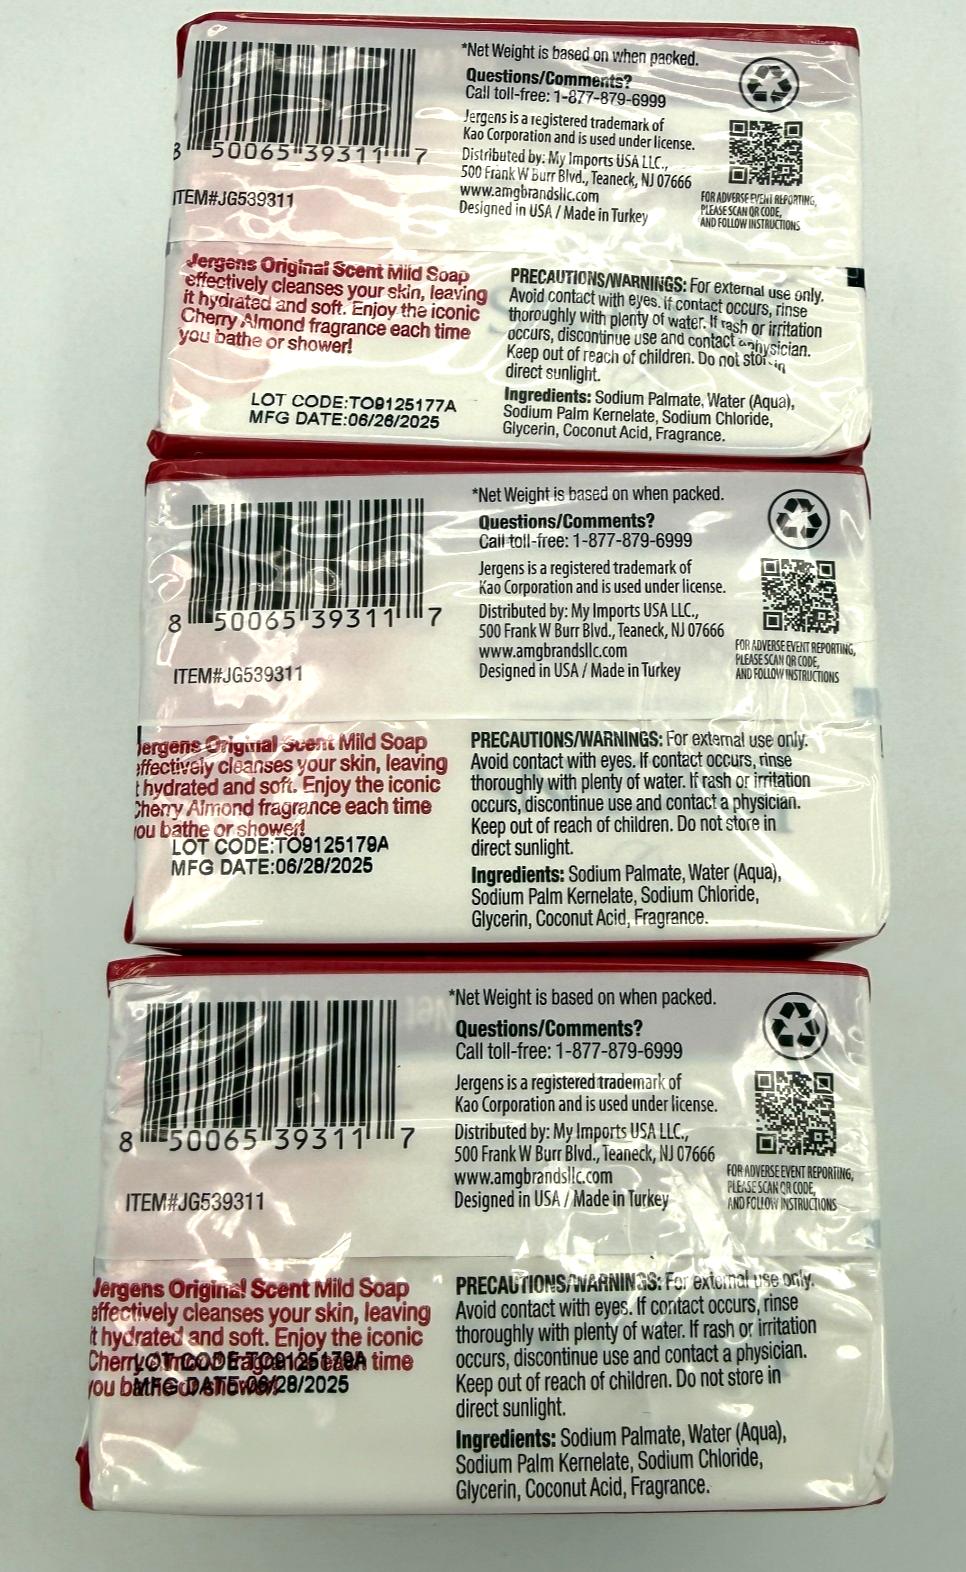 *Net Weight is based on when packed.
Questions/Comments?
Call toll-free: 1-877-879-6999
Jergens is a registered trademark of
Kao Corporation and is used under license.
Distributed by: My Imports USA LLC.,
500 Frank W Burr Blvd., Teaneck, NJ 07666
www.amgbrandsllc.com
Designed in USA / Made in Turkey
8 50065 39311 7
ITEM#JG539311
FOR ADVERSE EVENT REPORTING,
PLEASE SCAN QR CODE,
AND FOLLOW INSTRUCTIONS
Jergens Original Scent Mild Soap
effectively cleanses your skin, leaving
it hydrated and soft. Enjoy the iconic
Cherry Almond fragrance each time
you bathe or shower!
LOT CODE:TO9125177A
MFG DATE:06/26/2025
PRECAUTIONS/WARNINGS: For external use only.
Avoid contact with eyes. If contact occurs, rinse
thoroughly with plenty of water. If rash or irritation
occurs, discontinue use and contact a physician.
Keep out of reach of children. Do not store in
direct sunlight.
Ingredients: Sodium Palmate, Water (Aqua),
Sodium Palm Kernelate, Sodium Chloride,
Glycerin, Coconut Acid, Fragrance.
*Net Weight is based on when packed.
Questions/Comments?
Call toll-free: 1-877-879-6999
Jergens is a registered trademark of
Kao Corporation and is used under license.
Distributed by: My Imports USA LLC.,
500 Frank W Burr Blvd., Teaneck, NJ 07666
www.amgbrandsllc.com
Designed in USA / Made in Turkey
8 50065 39311 7
ITEM#JG539311
FOR ADVERSE EVENT REPORTING,
PLEASE SCAN QR CODE,
AND FOLLOW INSTRUCTIONS
Jergens Original Scent Mild Soap
effectively cleanses your skin, leaving
t hydrated and soft. Enjoy the iconic
Cherry Almond fragrance each time
ou bathe or shower!
LOT CODE:TO9125179A
MFG DATE:06/28/2025
PRECAUTIONS/WARNINGS: For external use only.
Avoid contact with eyes. If contact occurs, rinse
thoroughly with plenty of water. If rash or irritation
occurs, discontinue use and contact a physician.
Keep out of reach of children. Do not store in
direct sunlight.
Ingredients: Sodium Palmate, Water (Aqua),
Sodium Palm Kernelate, Sodium Chloride,
Glycerin, Coconut Acid, Fragrance.
*Net Weight is based on when packed.
Questions/Comments?
Call toll-free: 1-877-879-6999
Jergens is a registered trademark of
Kao Corporation and is used under license.
Distributed by: My Imports USA LLC.,
500 Frank W Burr Blvd., Teaneck, NJ 07666
www.amgbrandsllc.com
Designed in USA / Made in Turkey
8 50065 39311 7
ITEM#JG539311
FOR ADVERSE EVENT REPORTING,
PLEASE SCAN QR CODE,
AND FOLLOW INSTRUCTIONS
Jergens Original Scent Mild Soap
effectively cleanses your skin, leaving
it hydrated and soft. Enjoy the iconic
Cherry Almond fragrance each time
you bathe or shower!
LOT CODE:TO9125179A
MFG DATE:06/28/2025
PRECAUTIONS/WARNINGS: For external use only.
Avoid contact with eyes. If contact occurs, rinse
thoroughly with plenty of water. If rash or irritation
occurs, discontinue use and contact a physician.
Keep out of reach of children. Do not store in
direct sunlight.
Ingredients: Sodium Palmate, Water (Aqua),
Sodium Palm Kernelate, Sodium Chloride,
Glycerin, Coconut Acid, Fragrance.